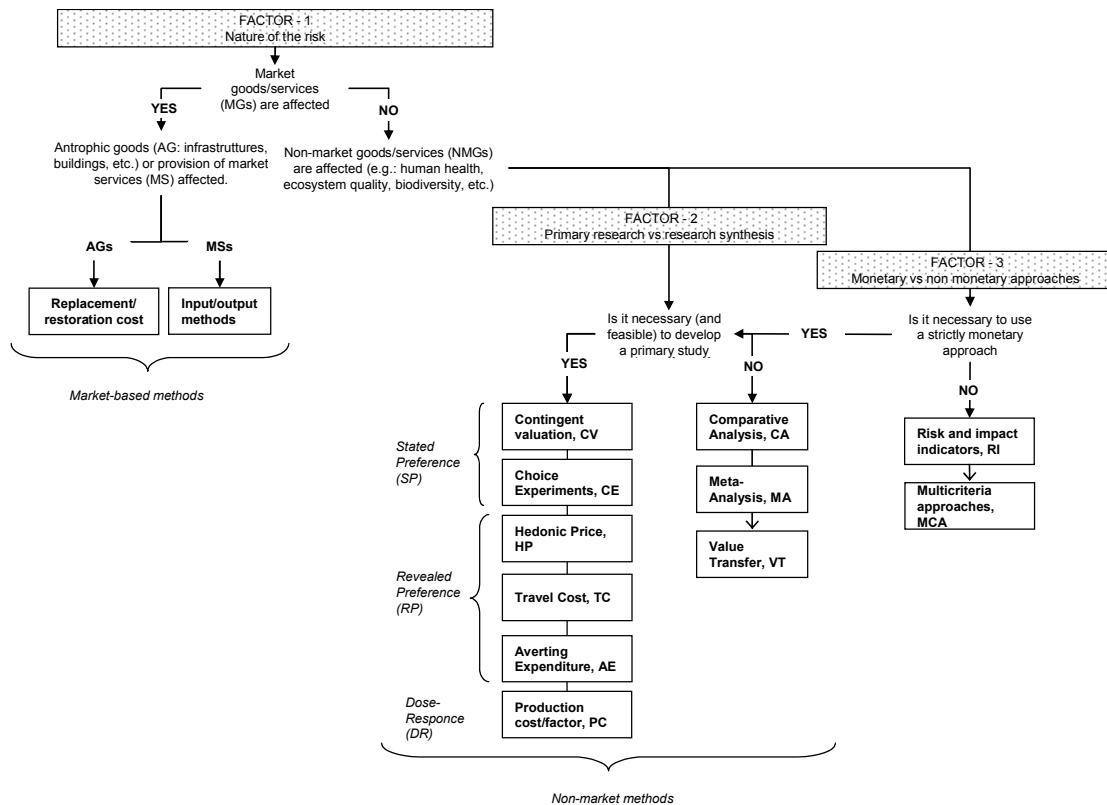 FACTOR - 1
Nature of the risk
Market
goods/services
(MGs) are affected
YES
NO
Antrophic goods (AG: infrastruttures,
buildings, etc.) or provision of market
services (MS) affected.
Non-market goods/services (NMGs)
are affected (e.g.: human health,
ecosystem quality, biodiversity, etc.)
FACTOR - 2
Primary research vs research synthesis
AGs
MSs
FACTOR - 3
Monetary vs non monetary approaches
Replacement/
restoration cost
Input/output
methods
Market-based methods
Is it necessary (and
feasible) to develop
a primary study
YES
Is it necessary to use
a strictly monetary
approach
YES
NO
NO
Stated
Preference
(SP)
Contingent
valuation, CV
Choice
Experiments, CE
Revealed
Preference
(RP)
Hedonic Price,
HP
Travel Cost, TC
Averting
Expenditure, AE
Dose-
Responce
(DR)
Production
cost/factor, PC
Comparative
Analysis, CA
Meta-
Analysis, MA
Value
Transfer, VT
Risk and impact
indicators, RI
Multicriteria
approaches,
MCA
Non-market methods